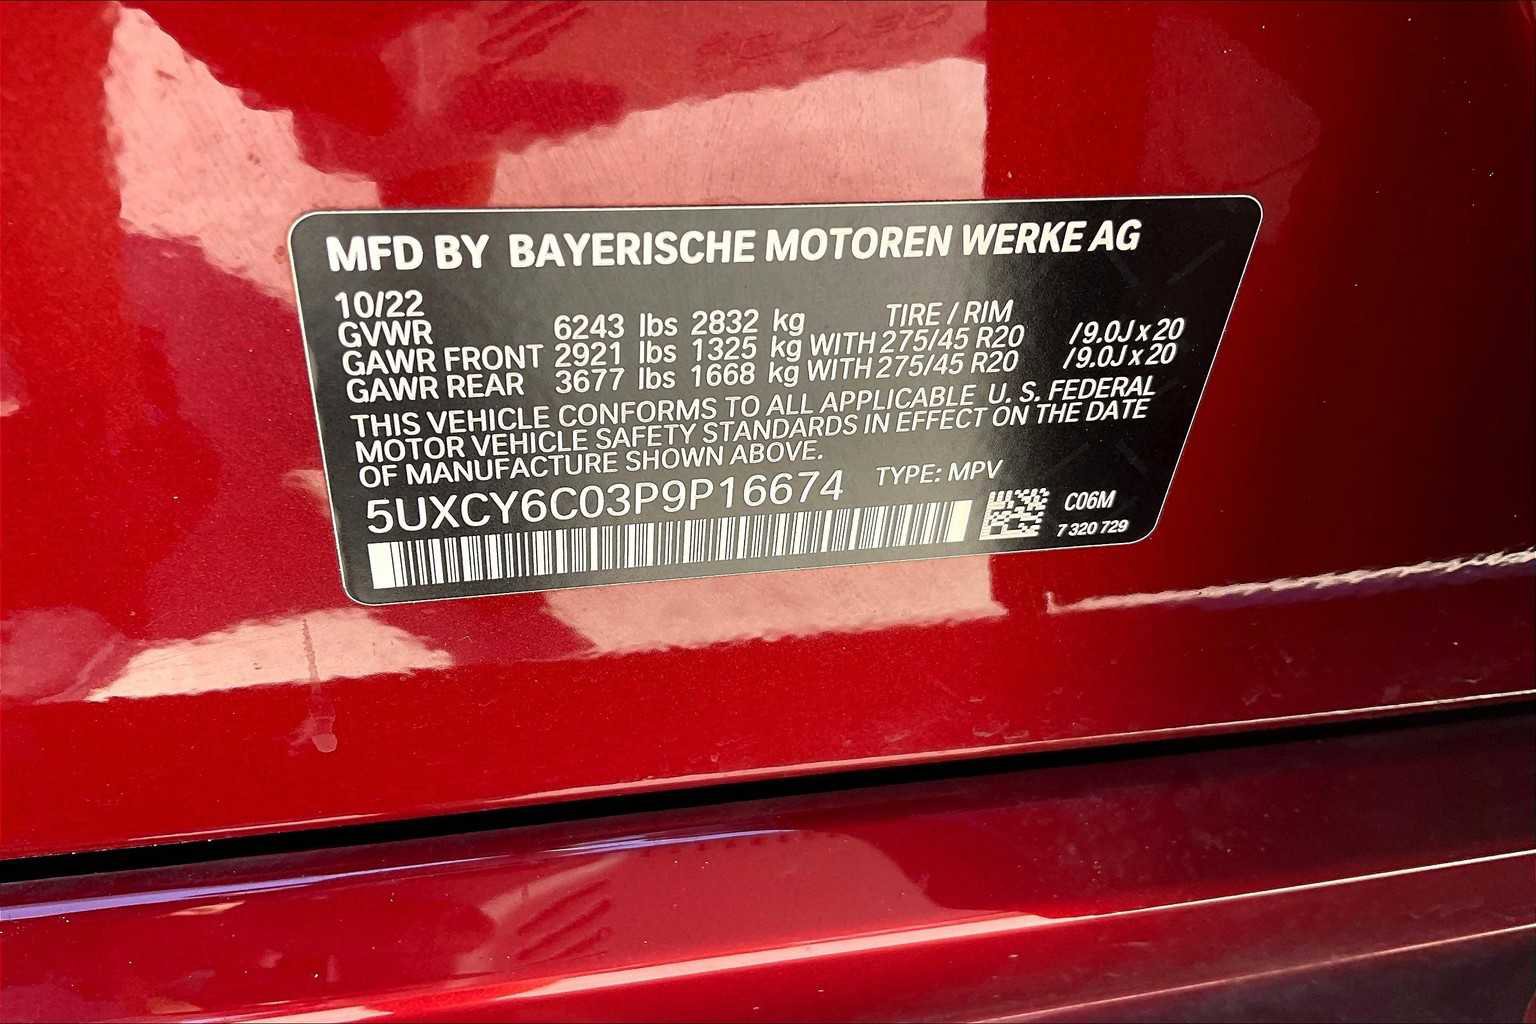 MFD BY BAYERISCHE MOTOREN WERKE AG
10/22 TIRE / RIM
GVWR 6243 lbs 2832 kg
GAWR FRONT 2921 lbs 1325 kg WITH 275/45 R20 /9.0J x 20
GAWR REAR 3677 lbs 1668 kg WITH 275/45 R20 /9.0J x 20
THIS VEHICLE CONFORMS TO ALL APPLICABLE U. S. FEDERAL
MOTOR VEHICLE SAFETY STANDARDS IN EFFECT ON THE DATE
OF MANUFACTURE SHOWN ABOVE.
5UXCY6C03P9P16674 TYPE: MPV
C06M
7 320 729